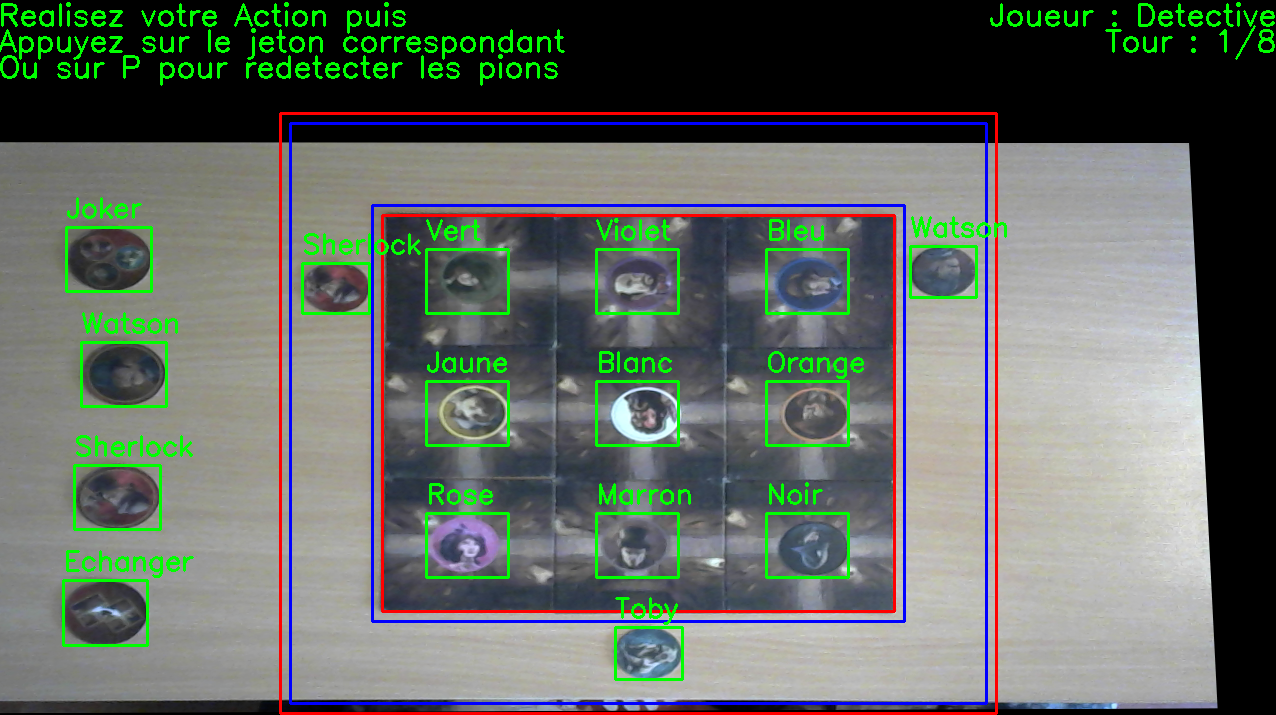 Realisez votre Action puis
Appuyez sur le jeton correspondant
Ou sur P pour redetecter les pions
Joueur : Detective
Tour : 1/8
Joker
Watson
Sherlock
Echanger
Sherlock
Vert
Violet
Bleu
Watson
Jaune
Blanc
Orange
Rose
Marron
Noir
Toby